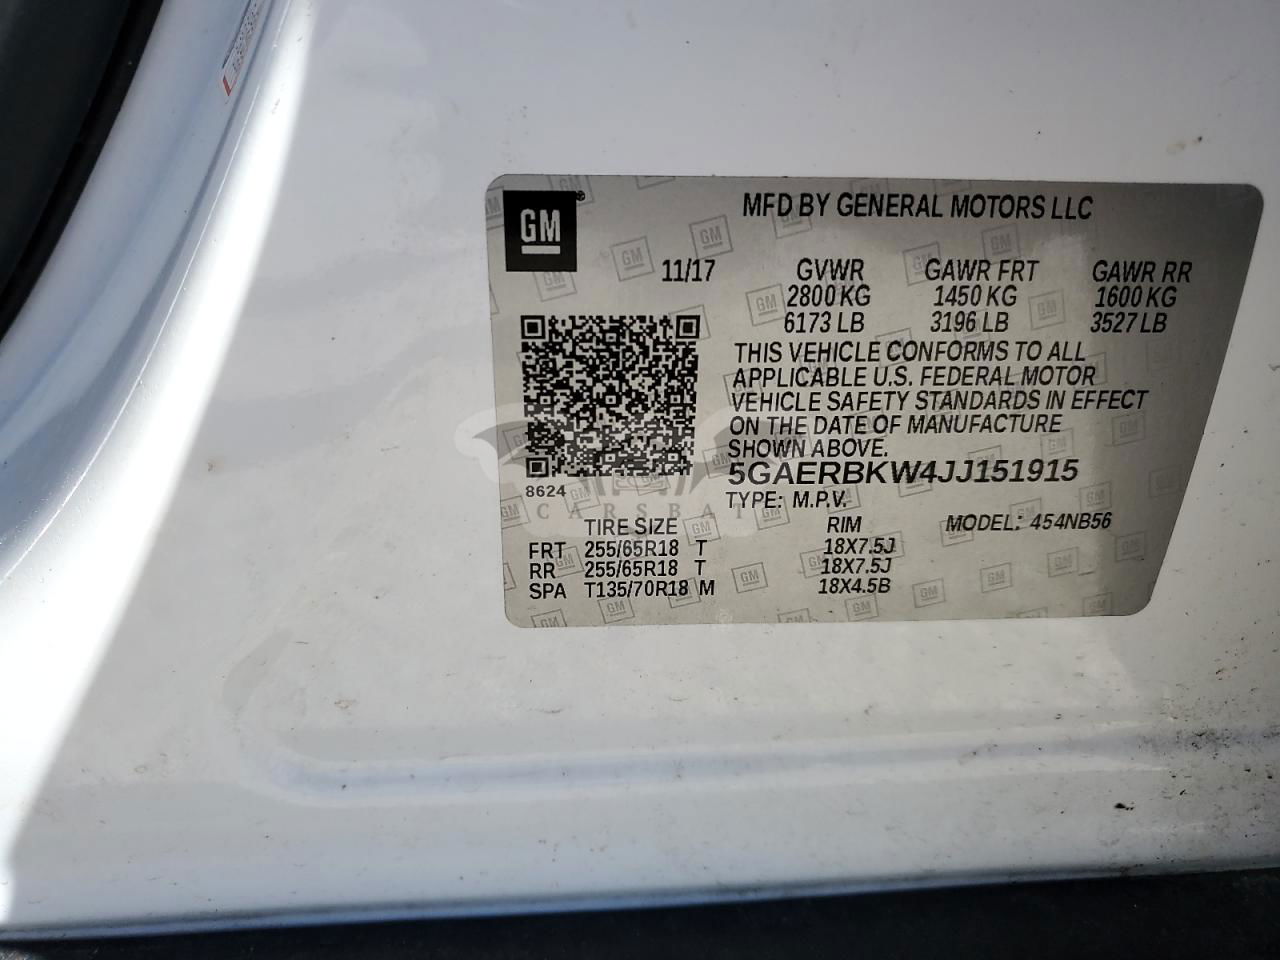 GM
MFD BY GENERAL MOTORS LLC
11/17 GVWR GAWR FRT GAWR RR
2800 KG 1450 KG 1600 KG
6173 LB 3196 LB 3527 LB
THIS VEHICLE CONFORMS TO ALL
APPLICABLE U.S. FEDERAL MOTOR
VEHICLE SAFETY STANDARDS IN EFFECT
ON THE DATE OF MANUFACTURE
SHOWN ABOVE.
5GAERBKW4JJ151915
8624
TYPE: M.P.V.
CARSBAT
TIRE SIZE RIM MODEL: 454NB56
FRT 255/65R18 T 18X7.5J
RR 255/65R18 T 18X7.5J
SPA T135/70R18 M 18X4.5B